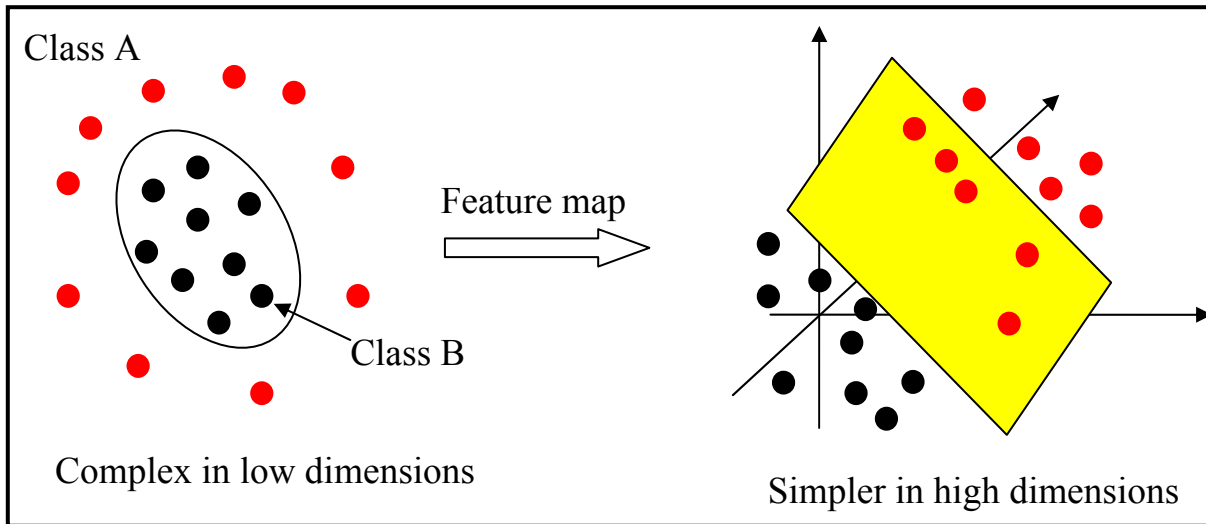 Class A
Feature map
Class B
Complex in low dimensions
Simpler in high dimensions